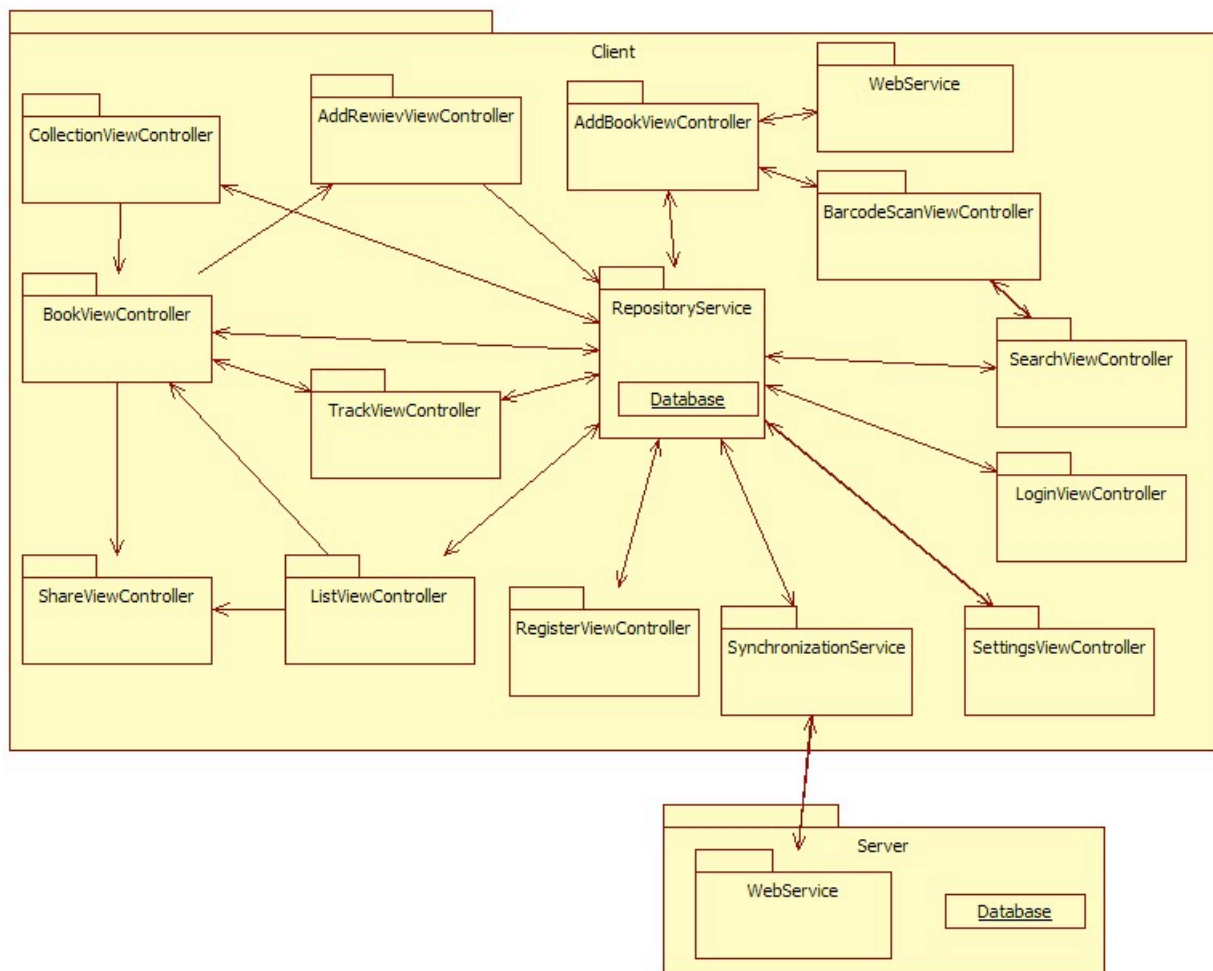 Client
WebService
AddRewievViewController
AddBookViewController
CollectionViewController
BarcodeScanViewController
BookViewController
RepositoryService
SearchViewController
TrackViewController
Database
LoginViewController
ShareViewController
ListViewController
RegisterViewController
SynchronizationService
SettingsViewController
Server
WebService
Database